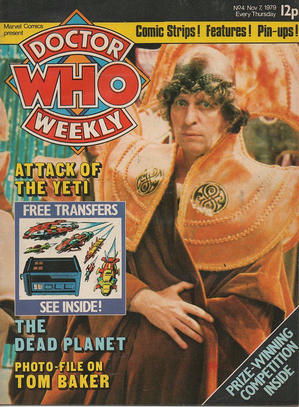 Marvel Comics
present
DOCTOR
WHO
WEEKLY
Nº4 Nov 7, 1979
Every Thursday
12p
Comic Strips! Features! Pin-ups!
ATTACK OF
THE YETI
FREE TRANSFERS
SEE INSIDE!
THE
DEAD PLANET
PHOTO-FILE ON
TOM BAKER
PRIZE-WINNING
COMPETITION
INSIDE